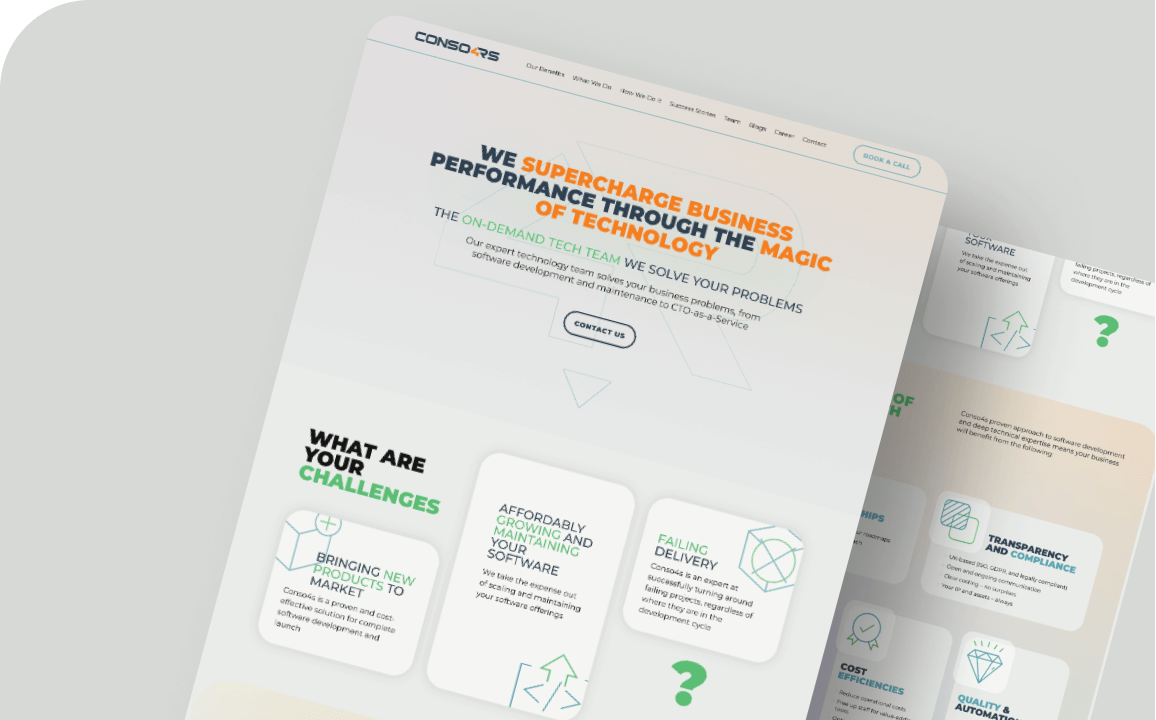 CONSO4RS
Our Benefits What We Do How We Do It Success Stories Team Blogs Career Contact
BOOK A CALL
WE SUPERCHARGE BUSINESS
PERFORMANCE THROUGH THE MAGIC
OF TECHNOLOGY
THE ON-DEMAND TECH TEAM WE SOLVE YOUR PROBLEMS
Our expert technology team solves your business problems, from
software development and maintenance to CTO-as-a-Service
CONTACT US
WHAT ARE
YOUR
CHALLENGES
BRINGING NEW
PRODUCTS TO
MARKET
Conso4s is a proven and cost-
effective solution for complete
software development and
launch
AFFORDABLY
GROWING AND
MAINTAINING
YOUR
SOFTWARE
We take the expense out
of scaling and maintaining
your software offerings
</>
FAILING
DELIVERY
Conso4s is an expert at
successfully turning around
failing projects, regardless of
where they are in the
development cycle
?
SOFTWARE
We take the expense out
of scaling and maintaining
your software offerings
</>
failing projects, regardless of
where they are in the
development cycle
?
OF
Conso4s proven approach to software development
and deep technical expertise means your business
will benefit from the following:
HIPS
roadmaps
TRANSPARENCY
AND COMPLIANCE
UK-based (ISO, GDPR, and legally compliant)
Open and ongoing communication
Clear costing - no surprises
Your IP and assets - always
COST
EFFICIENCIES
Reduce operational costs
Free up staff for value-add
tasks
QUALITY &
AUTOMATIO